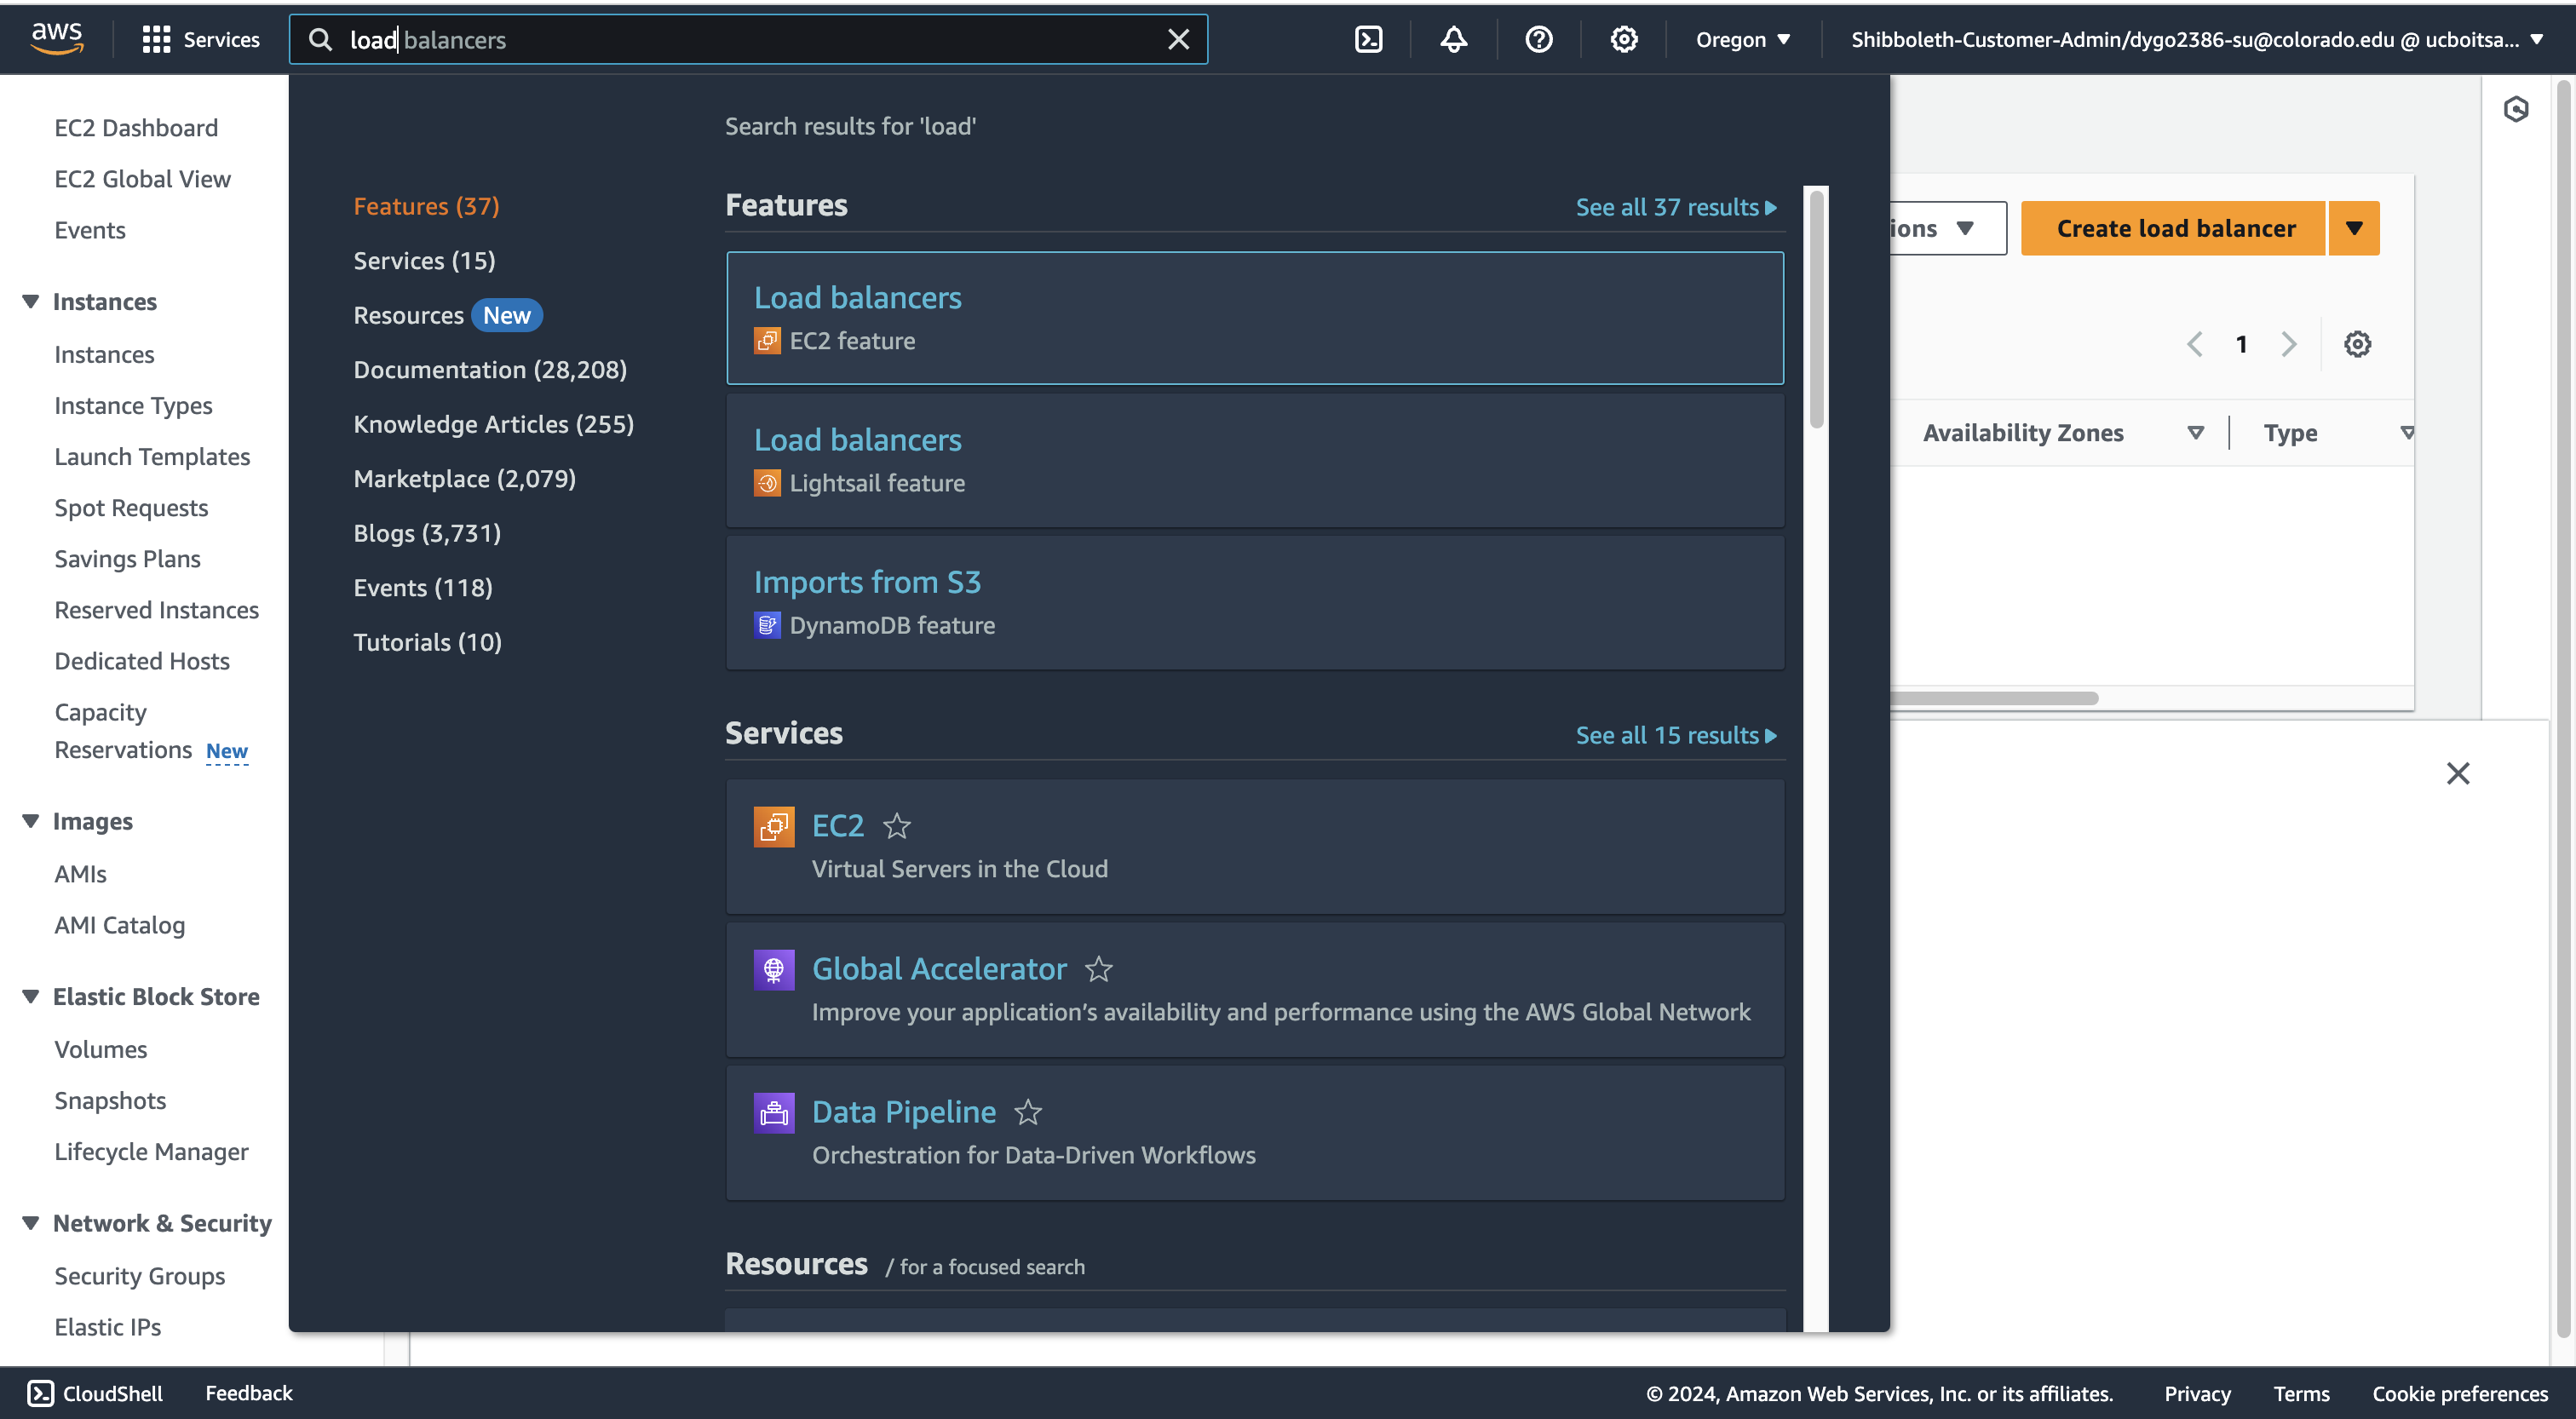 aws
Services
load balancers
Oregon
Shibboleth-Customer-Admin/dygo2386-su@colorado.edu @ ucboitsa...
EC2 Dashboard
EC2 Global View
Events
Instances
Instances
Instance Types
Launch Templates
Spot Requests
Savings Plans
Reserved Instances
Dedicated Hosts
Capacity
Reservations New
Images
AMIs
AMI Catalog
Elastic Block Store
Volumes
Snapshots
Lifecycle Manager
Network & Security
Security Groups
Elastic IPs
Search results for 'load'
Features (37)
Services (15)
Resources New
Documentation (28,208)
Knowledge Articles (255)
Marketplace (2,079)
Blogs (3,731)
Events (118)
Tutorials (10)
Features
See all 37 results
Load balancers
EC2 feature
Load balancers
Lightsail feature
Imports from S3
DynamoDB feature
Services
See all 15 results
EC2
Virtual Servers in the Cloud
Global Accelerator
Improve your application’s availability and performance using the AWS Global Network
Data Pipeline
Orchestration for Data-Driven Workflows
Resources / for a focused search
ions
Create load balancer
1
Availability Zones
Type
CloudShell
Feedback
© 2024, Amazon Web Services, Inc. or its affiliates.
Privacy
Terms
Cookie preferences